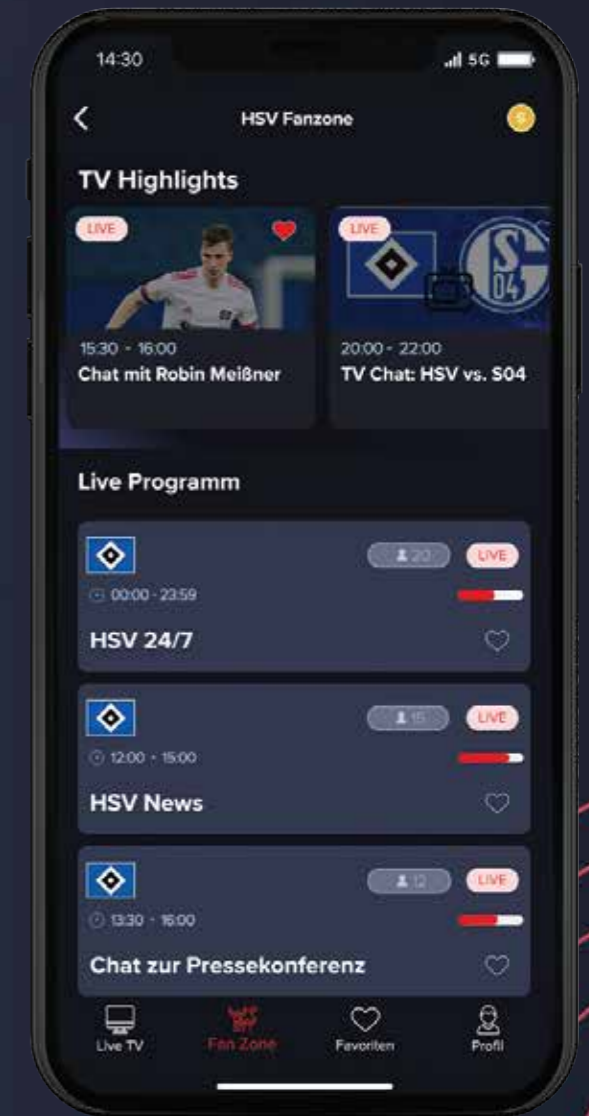 14:30 5G
HSV Fanzone S
TV Highlights
LIVE LIVE
S
04
15:30 - 16:00 20:00 - 22:00
Chat mit Robin Meißner TV Chat: HSV vs. S04
Live Programm
20 LIVE
00:00 - 23:59
HSV 24/7
15 LIVE
12:00 - 15:00
HSV News
12 LIVE
13:30 - 16:00
Chat zur Pressekonferenz
Live TV Fan Zone Favoriten Profil